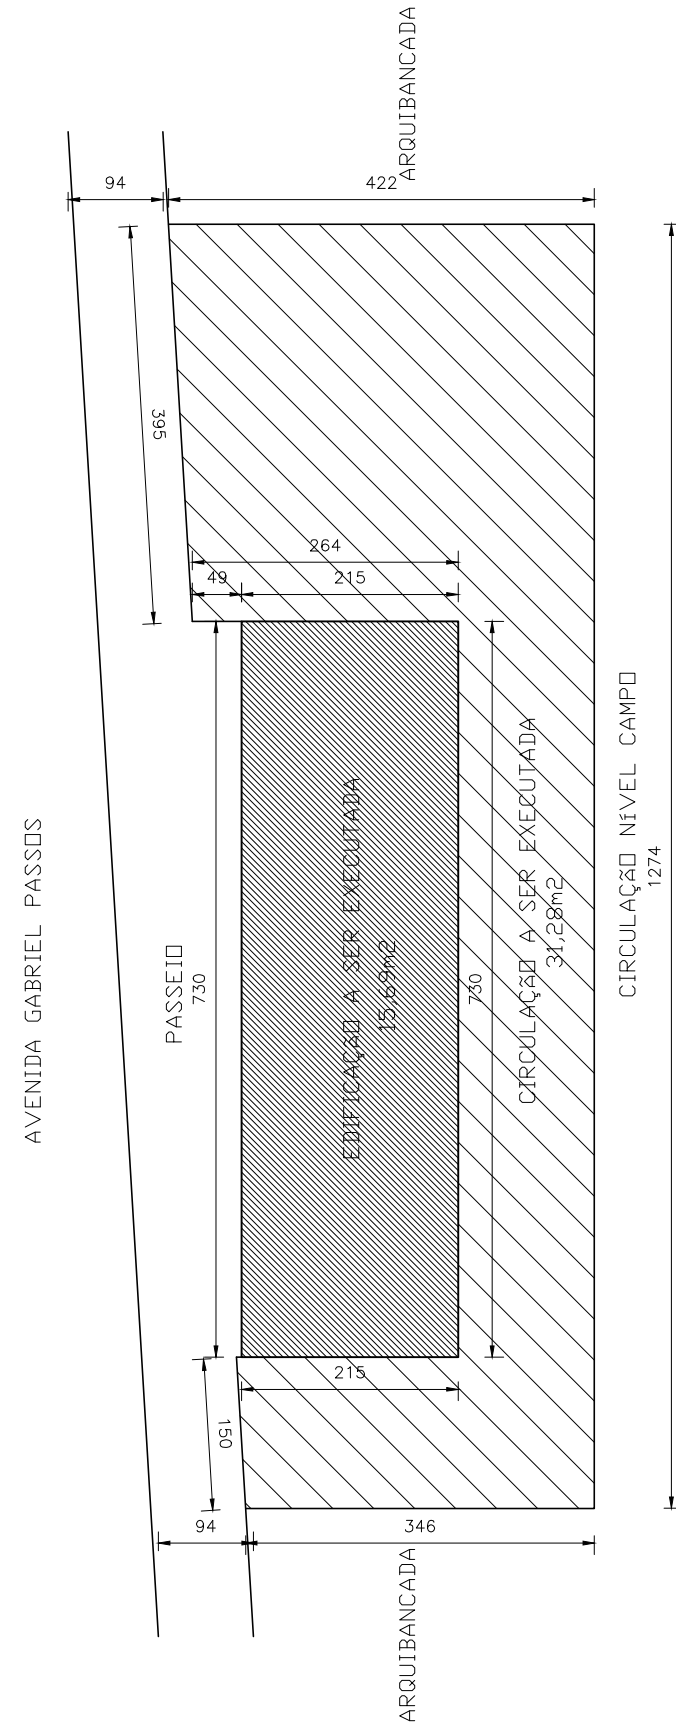 ARQUIBANCADA
94
422
395
264
49
215
AVENIDA GABRIEL PASSOS
PASSEIO
730
EDIFICAÇÃO A SER EXECUTADA
15,69m2
730
CIRCULAÇÃO A SER EXECUTADA
31,28m2
CIRCULAÇÃO NÍVEL CAMPO
1274
215
150
94
346
ARQUIBANCADA